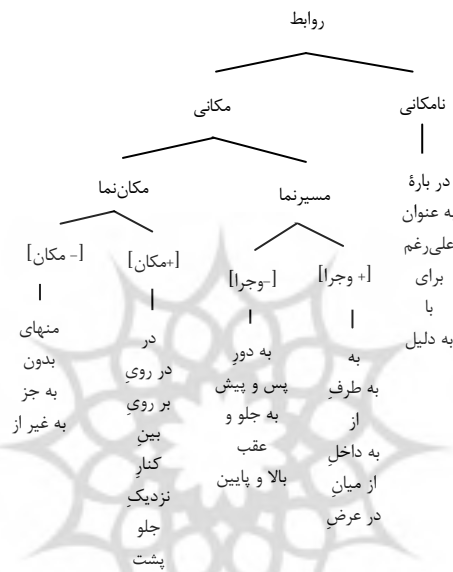 روابط
نامکانی
مکانی
مکان‌نما
مسیرنما
در بارهٔ
به عنوان
علی‌رغم
برای
با
به دلیل
[+ وجرا]
[-وجرا]
[+مکان]
[- مکان]
به
به طرفِ
از
به داخلِ
از میانِ
در عرضِ
به دورِ
پس و پیش
به جلو و
عقب
بالا و پایین
در
در رویِ
بر رویِ
بینِ
کنارِ
نزدیکِ
جلو
پشت
منهای
بدون
به جز
به غیر از